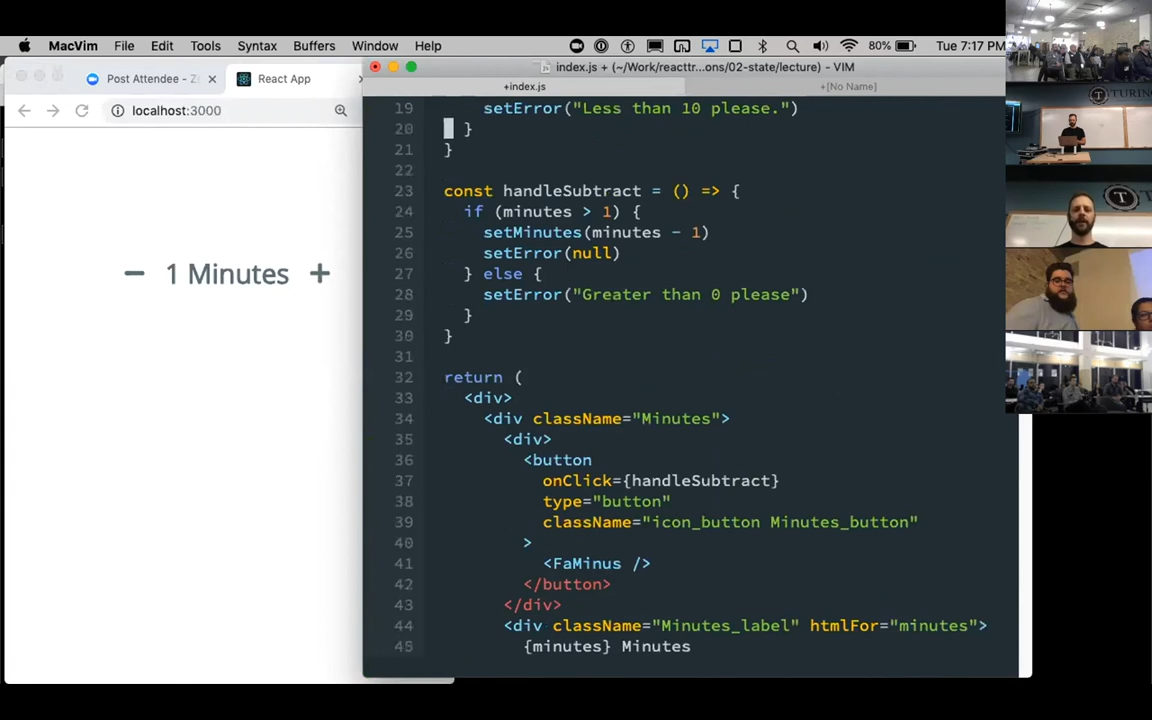 MacVim File Edit Tools Syntax Buffers Window Help 80% Tue 7:17 PM
Post Attendee - Z
React App
localhost:3000
1 Minutes
index.js + (~/Work/reacttr...ons/02-state/lecture) - VIM
+index.js
+[No Name]
19 setError("Less than 10 please.")
20 }
21 }
22
23 const handleSubtract = () => {
24 if (minutes > 1) {
25 setMinutes(minutes - 1)
26 setError(null)
27 } else {
28 setError("Greater than 0 please")
29 }
30 }
31
32 return (
33 <div>
34 <div className="Minutes">
35 <div>
36 <button
37 onClick={handleSubtract}
38 type="button"
39 className="icon_button Minutes_button"
40 >
41 <FaMinus />
42 </button>
43 </div>
44 <div className="Minutes_label" htmlFor="minutes">
45 {minutes} Minutes